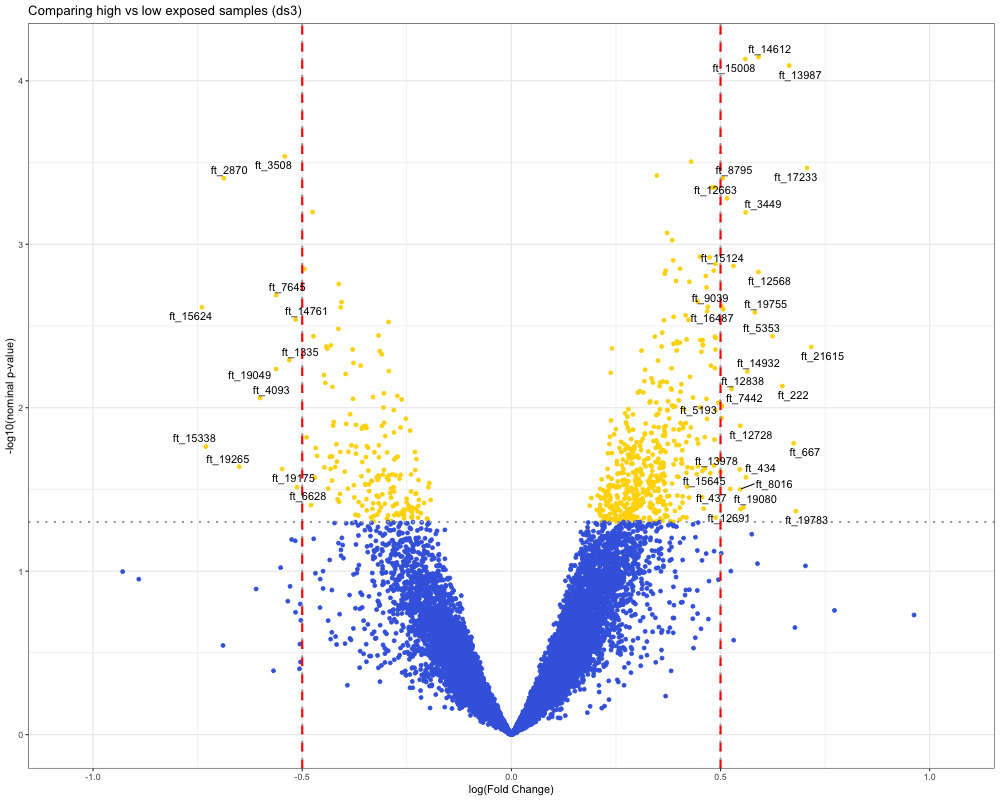 Comparing high vs low exposed samples (ds3)
ft_14612
ft_15008
ft_13987
ft_3508
ft_2870
ft_8795
ft_17233
ft_12663
ft_3449
ft_15124
ft_12568
ft_7645
ft_9039
ft_19755
ft_14761
ft_15624
ft_16487
ft_5353
ft_1335
ft_21615
ft_14932
ft_19049
ft_12838
ft_4093
ft_222
ft_7442
ft_5193
ft_15338
ft_12728
ft_667
ft_19265
ft_13978
ft_434
ft_19175
ft_15645
ft_8016
ft_6628
ft_437
ft_19080
ft_12691
ft_19783
4
3
2
1
0
-log10(nominal p-value)
-1.0
-0.5
0.0
0.5
1.0
log(Fold Change)